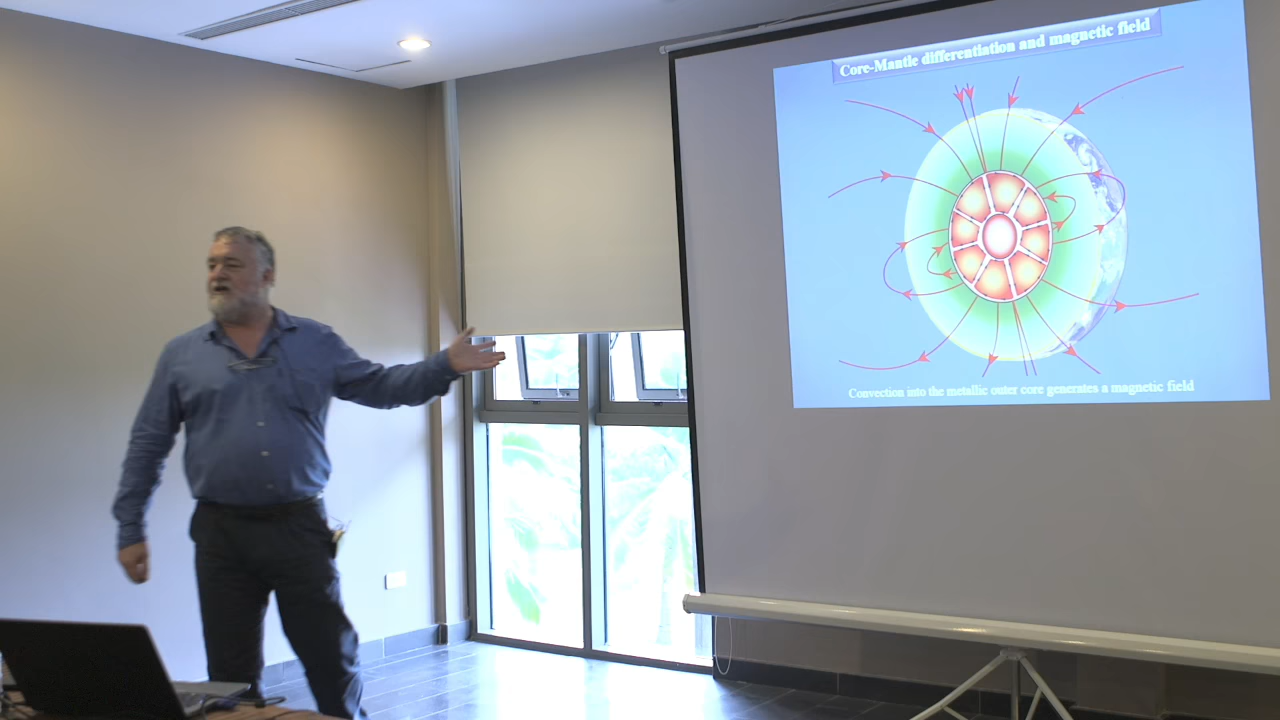 Core-Mantle differentiation and magnetic field
Convection into the metallic outer core generates a magnetic field